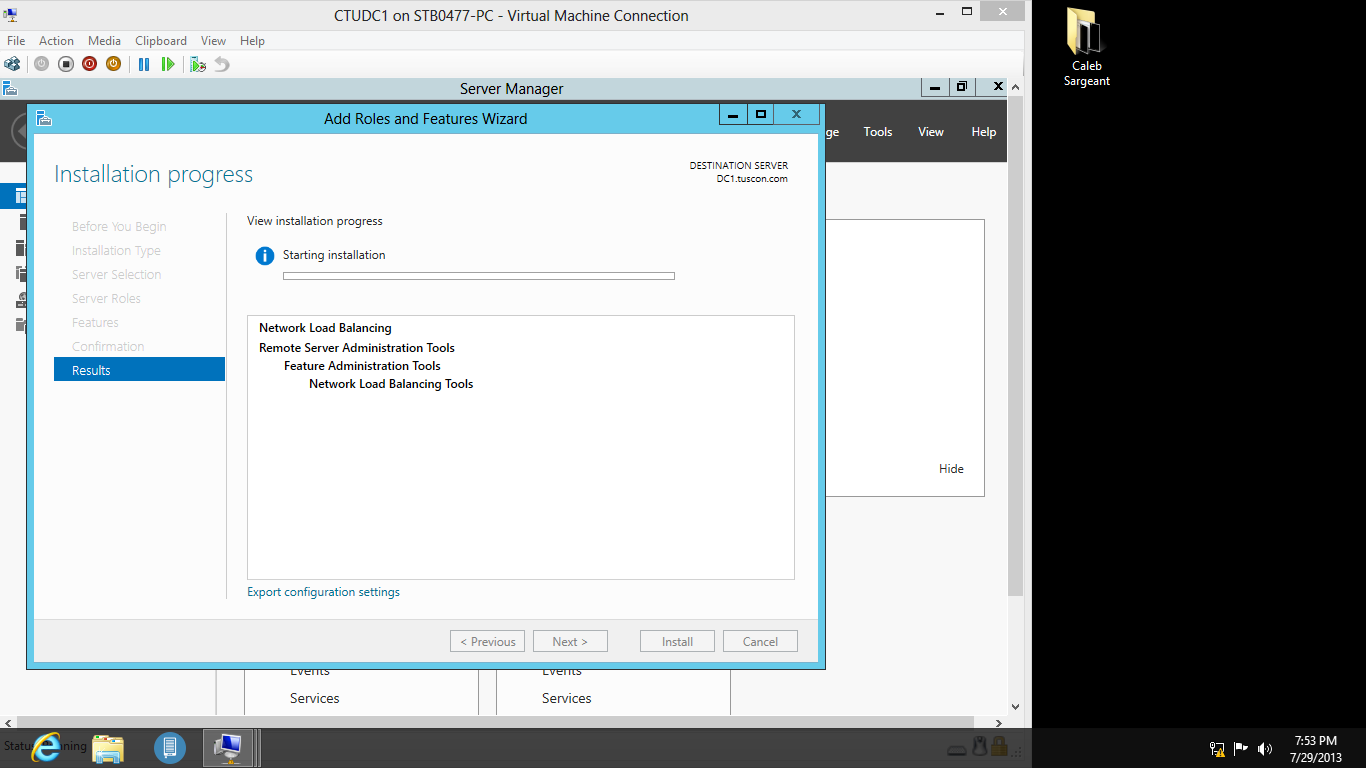 CTUDC1 on STB0477-PC - Virtual Machine Connection
File Action Media Clipboard View Help
Server Manager
Add Roles and Features Wizard
ge Tools View Help
Installation progress
DESTINATION SERVER
DC1.tuscon.com
Before You Begin
Installation Type
Server Selection
Server Roles
Features
Confirmation
Results
View installation progress
Starting installation
Network Load Balancing
Remote Server Administration Tools
Feature Administration Tools
Network Load Balancing Tools
Export configuration settings
< Previous Next > Install Cancel
Hide
Events Events
Services Services
Caleb
Sargeant
7:53 PM
7/29/2013